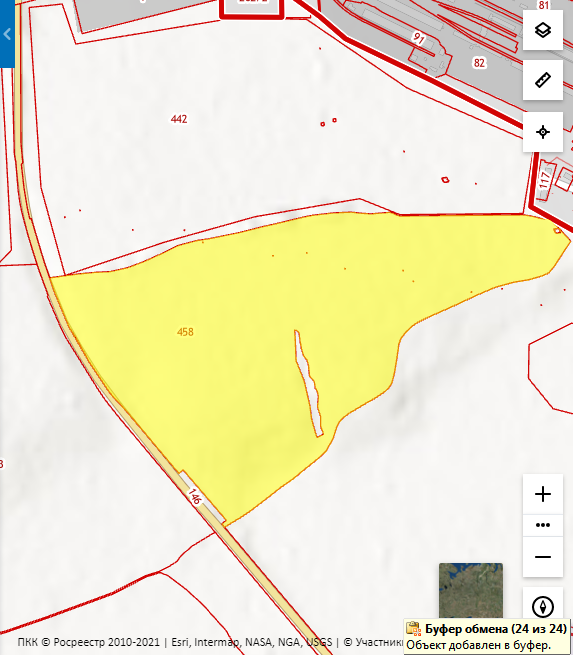 81
91
82
442
117
458
146
ПКК © Росреестр 2010-2021 | Esri, Intermap, NASA, NGA, USGS | © Участники
Буфер обмена (24 из 24)
Объект добавлен в буфер.